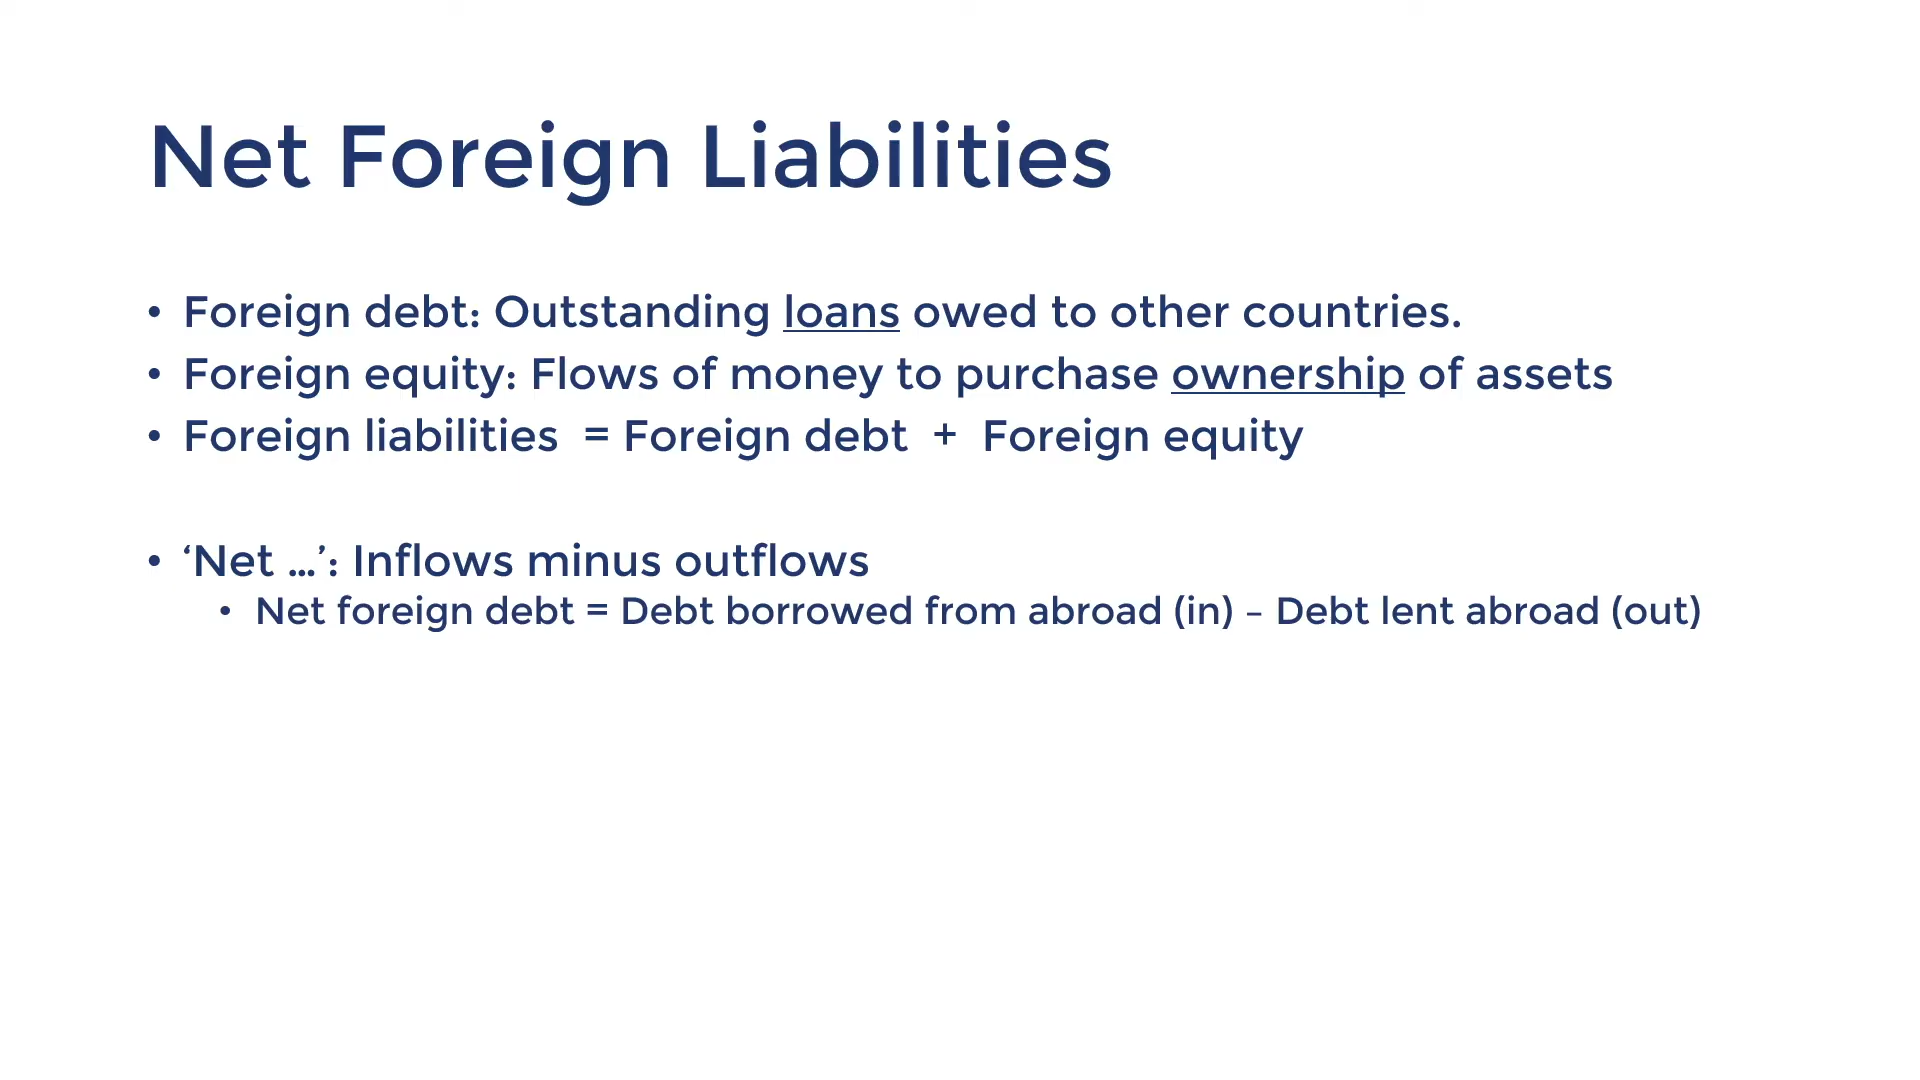 Net Foreign Liabilities
• Foreign debt: Outstanding loans owed to other countries.
• Foreign equity: Flows of money to purchase ownership of assets
• Foreign liabilities = Foreign debt + Foreign equity
• ‘Net …’: Inflows minus outflows
• Net foreign debt = Debt borrowed from abroad (in) – Debt lent abroad (out)